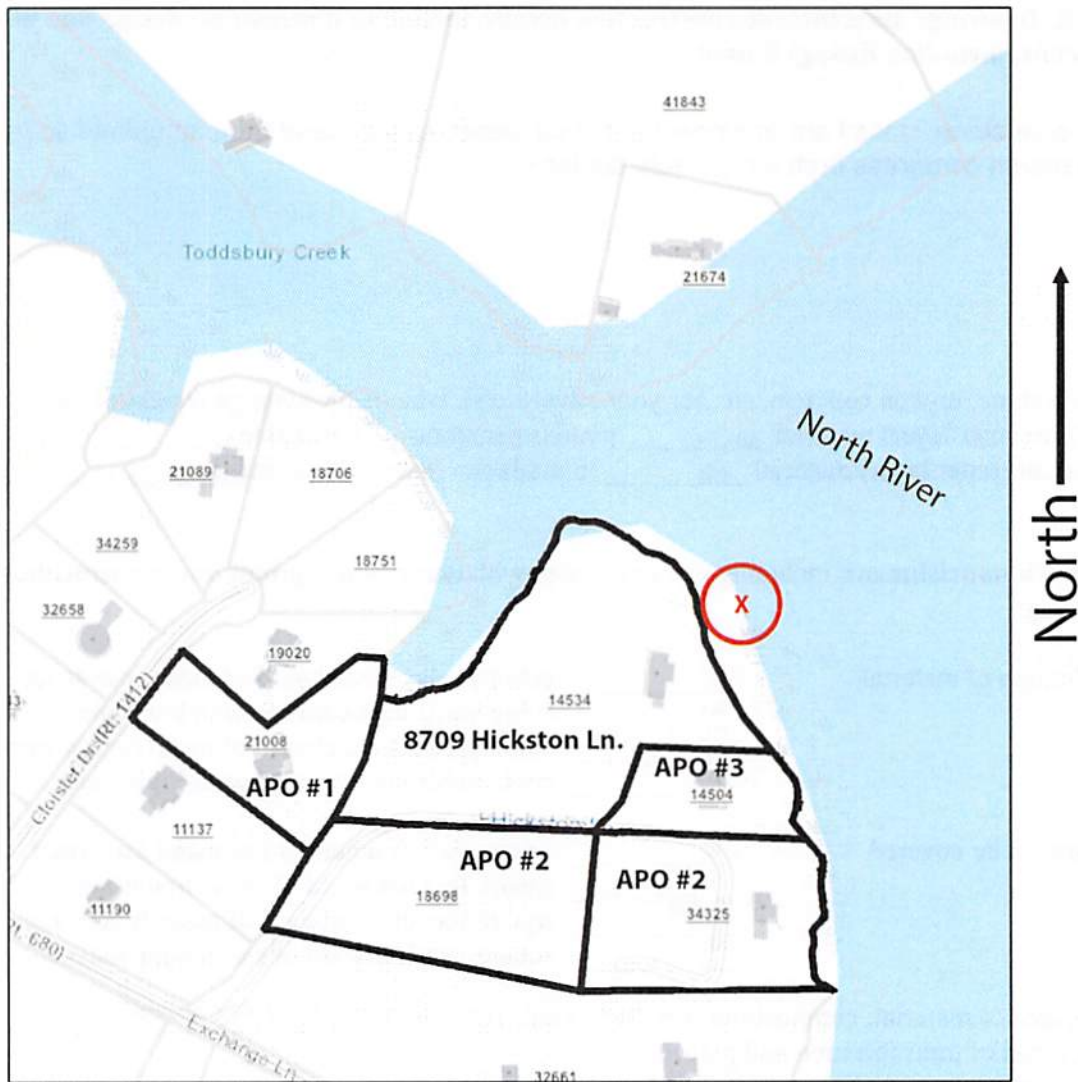 41843
Toddsbury Creek
21674
North River
North
21089
18706
34259
18751
X
32658
19020
14534
8709 Hickston Ln.
21008
APO #3
APO #1
14504
Cloister Dr (Rt. 1412)
11137
APO #2
APO #2
18698
34325
11190
680)
Exchange Ln
32661